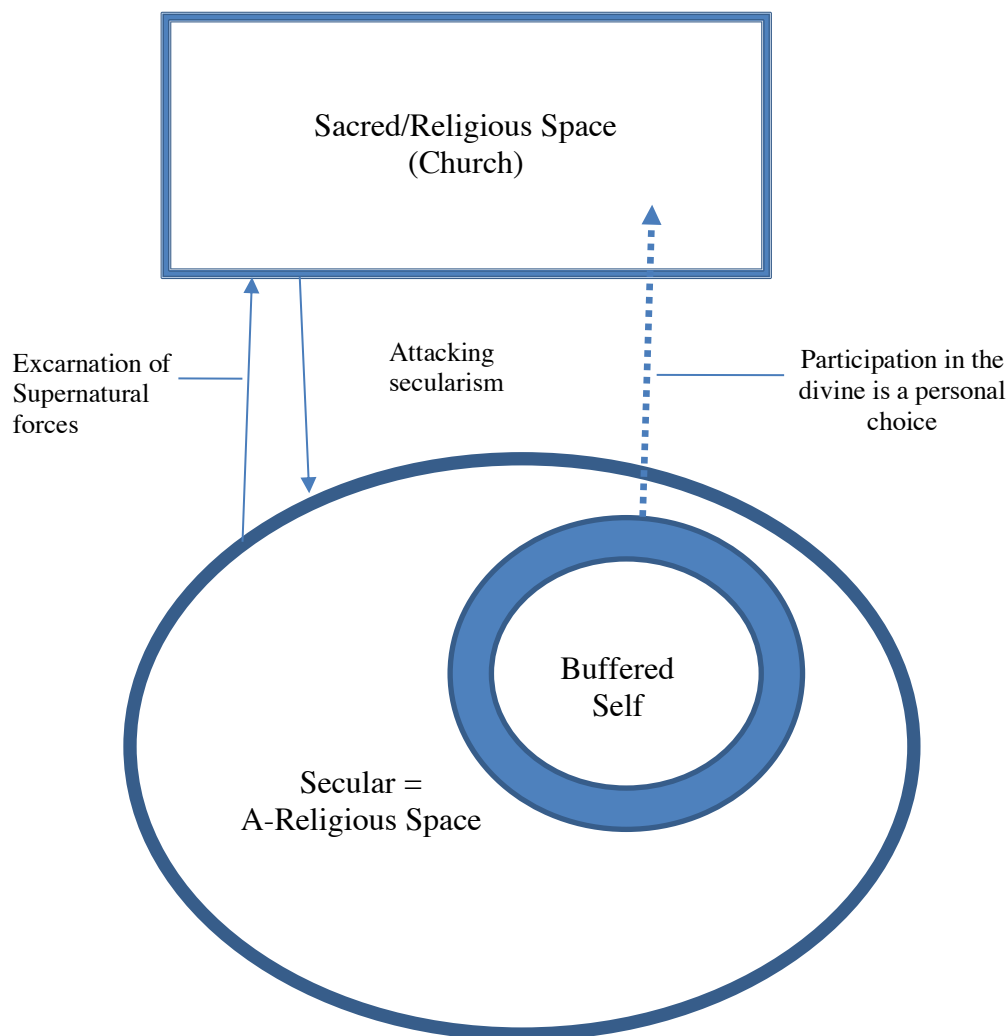 Sacred/Religious Space
(Church)
Excarnation of
Supernatural
forces
Attacking
secularism
Participation in the
divine is a personal
choice
Buffered
Self
Secular =
A-Religious Space